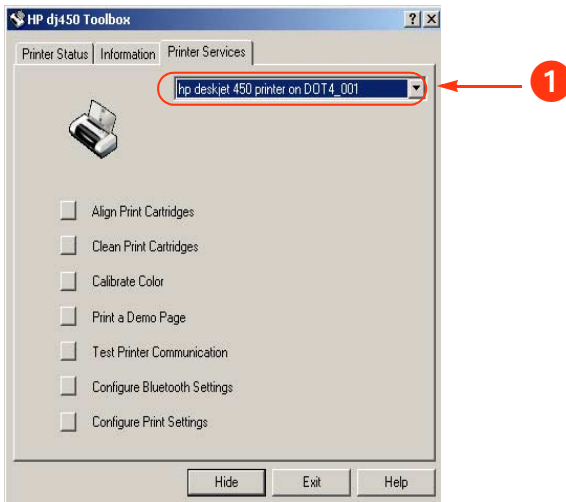 HP dj450 Toolbox
Printer Status Information Printer Services
hp deskjet 450 printer on DOT4_001
1
Align Print Cartridges
Clean Print Cartridges
Calibrate Color
Print a Demo Page
Test Printer Communication
Configure Bluetooth Settings
Configure Print Settings
Hide Exit Help